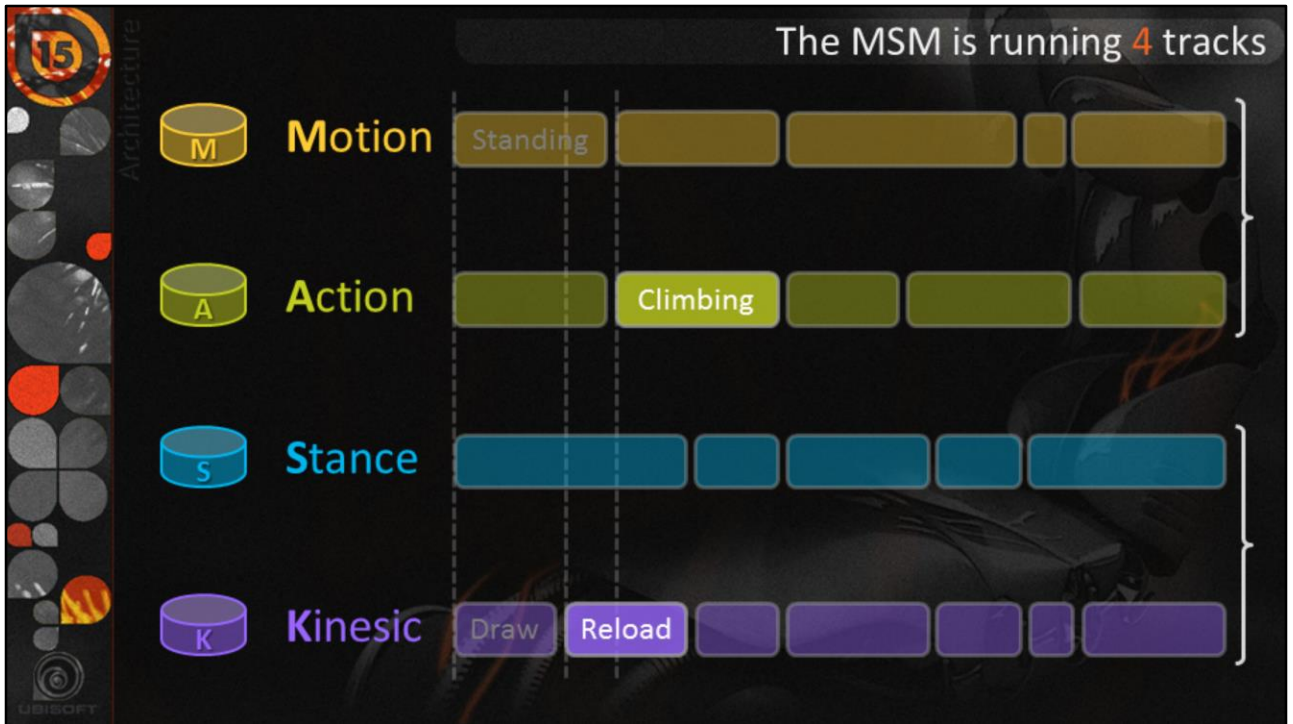 15
Architecture
The MSM is running 4 tracks
M
Motion
Standing
A
Action
Climbing
S
Stance
K
Kinesic
Draw
Reload
UBISOFT